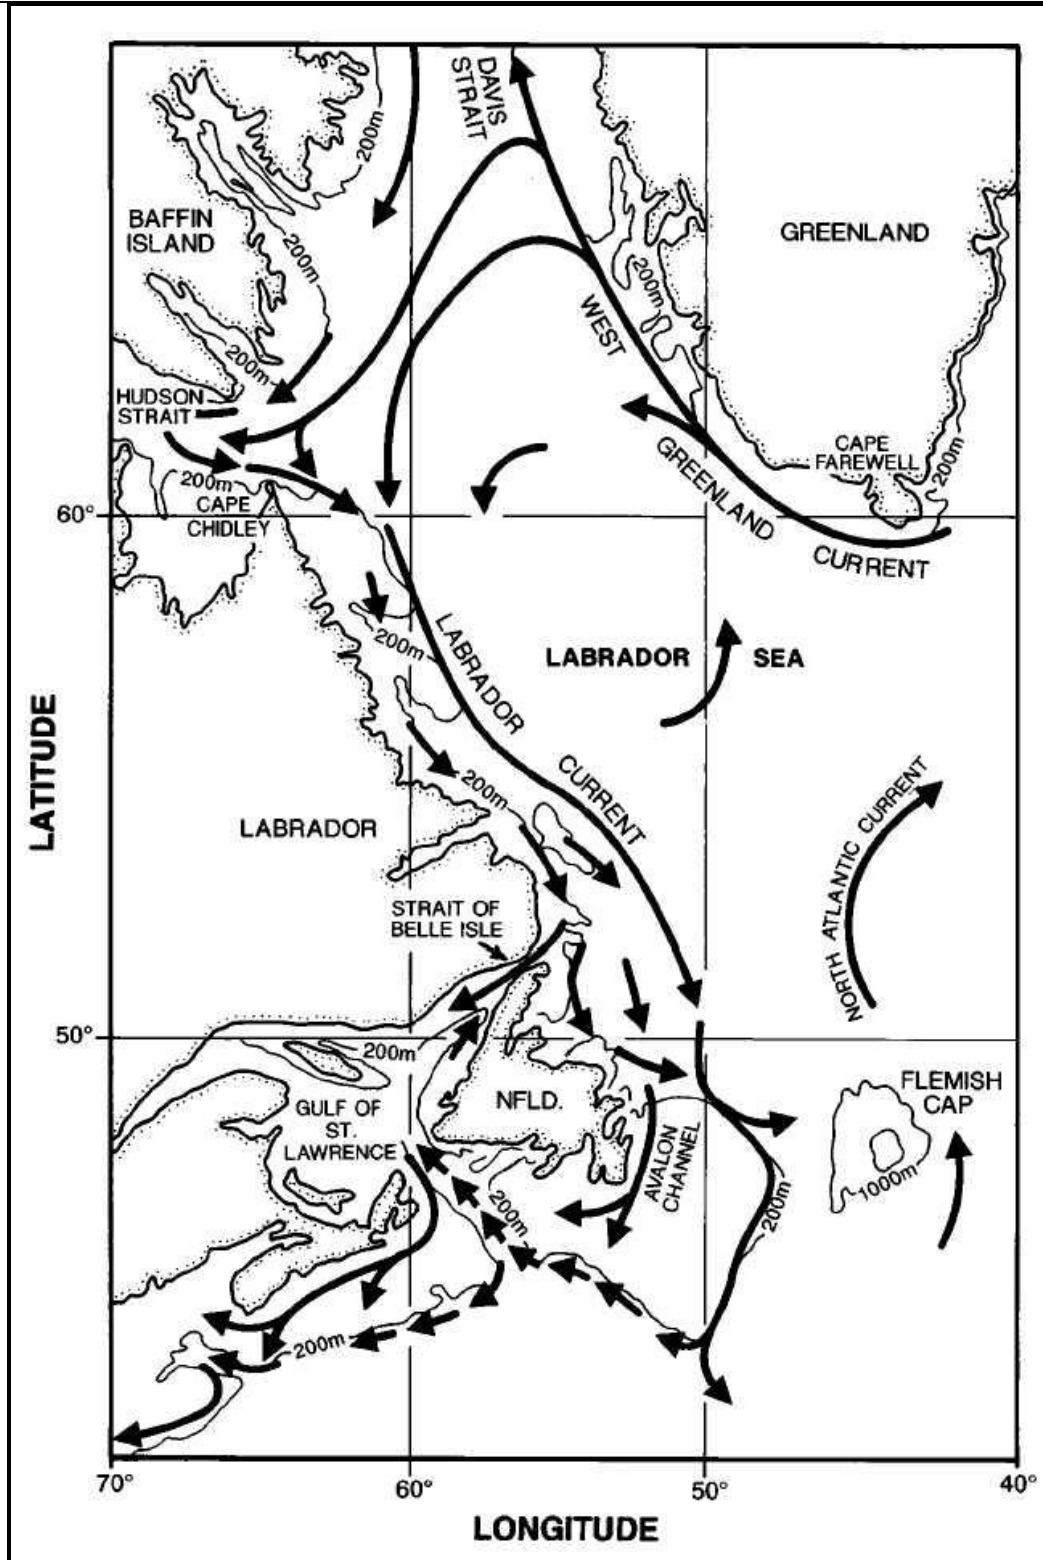 DAVIS
STRAIT
200m
BAFFIN
ISLAND
GREENLAND
200m
200m
WEST
200m
HUDSON
STRAIT
GREENLAND
CAPE
FAREWELL
200m
200m
CAPE
CHIDLEY
60°
CURRENT
LABRADOR
200m
LABRADOR SEA
LATITUDE
CURRENT
200m
NORTH ATLANTIC CURRENT
LABRADOR
STRAIT OF
BELLE ISLE
50°
200m
FLEMISH
CAP
NFLD.
GULF OF
ST.
LAWRENCE
AVALON
CHANNEL
1000m
200m
200m
200m
70°
60°
50°
40°
LONGITUDE